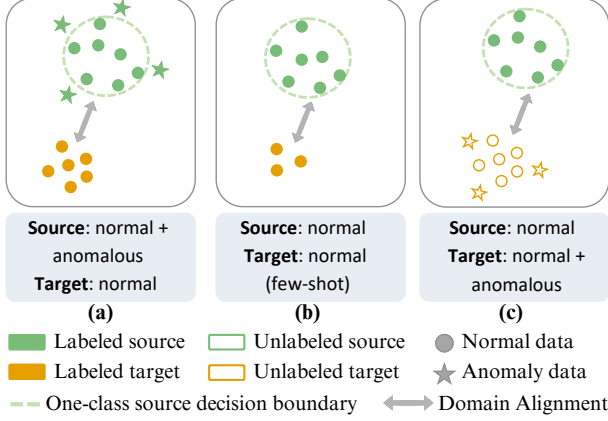 Source: normal +
anomalous
Target: normal
Source: normal
Target: normal
(few-shot)
Source: normal
Target: normal +
anomalous
(a)
(b)
(c)
Labeled source
Unlabeled source
Normal data
Labeled target
Unlabeled target
Anomaly data
One-class source decision boundary
Domain Alignment